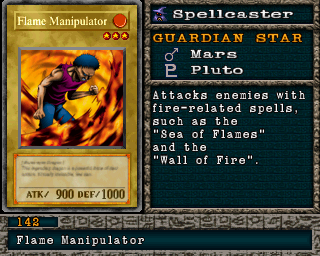 Flame Manipulator
ATK/ 900 DEF/1000
Spellcaster
GUARDIAN STAR
♂ Mars
♇ Pluto
Attacks enemies with
fire-related spells,
such as the
"Sea of Flames"
and the
"Wall of Fire".
142
Flame Manipulator